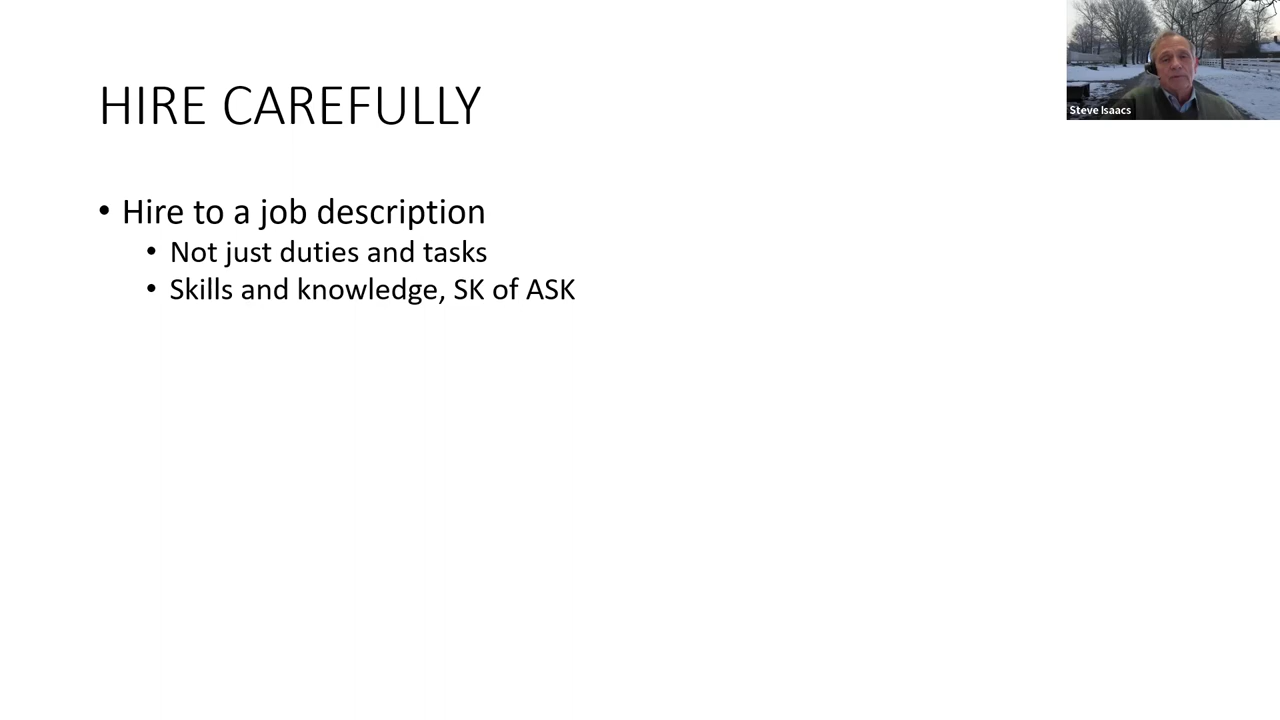 HIRE CAREFULLY
Steve Isaacs
• Hire to a job description
• Not just duties and tasks
• Skills and knowledge, SK of ASK